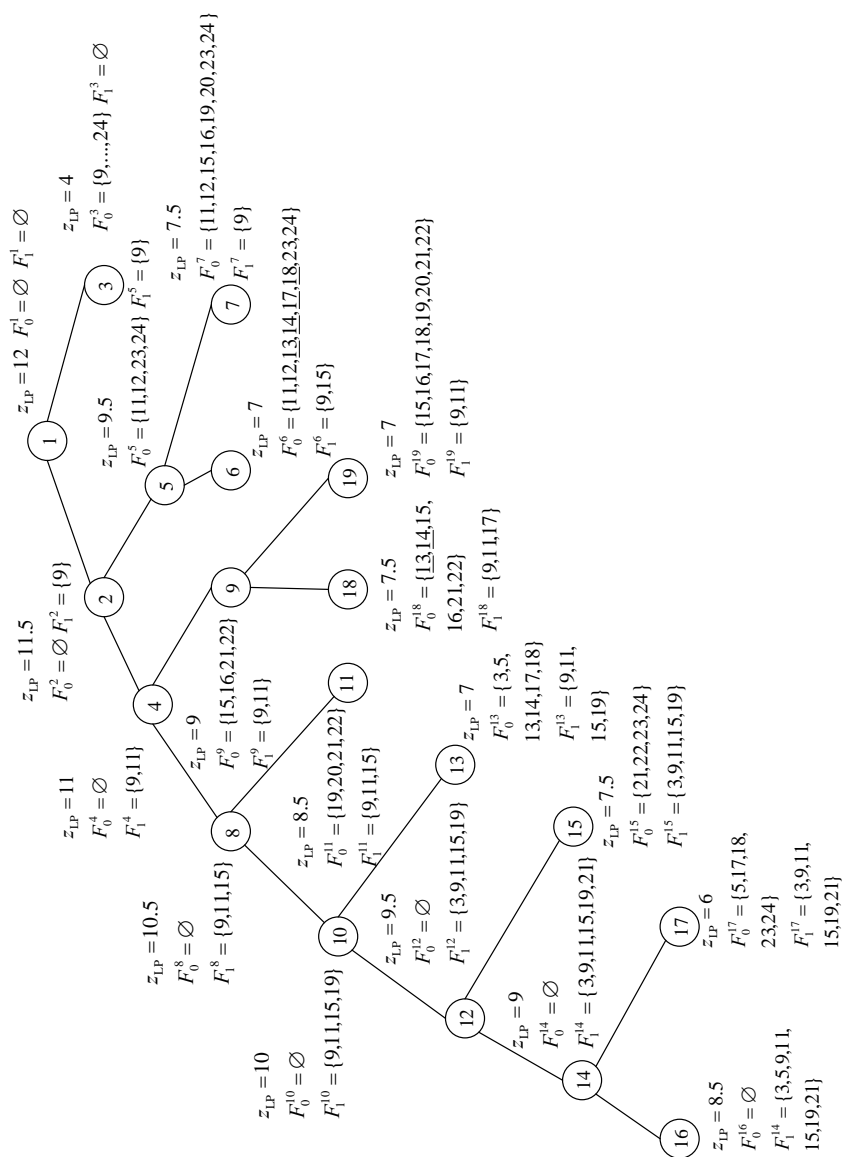 z_LP = 12 F_0^1 = ∅ F_1^1 = ∅
1
z_LP = 11.5
F_0^2 = ∅ F_1^2 = {9}
2
z_LP = 4
F_0^3 = {9,...,24} F_1^3 = ∅
3
z_LP = 11
F_0^4 = ∅
F_1^4 = {9,11}
4
z_LP = 9.5
F_0^5 = {11,12,23,24} F_1^5 = {9}
5
z_LP = 7.5
F_0^7 = {11,12,15,16,19,20,23,24}
F_1^7 = {9}
7
6
z_LP = 7
F_0^6 = {11,12,13,14,17,18,23,24}
F_1^6 = {9,15}
z_LP = 10.5
F_0^8 = ∅
F_1^8 = {9,11,15}
8
z_LP = 9
F_0^9 = {15,16,21,22}
F_1^9 = {9,11}
9
z_LP = 10
F_0^10 = ∅
F_1^10 = {9,11,15,19}
10
z_LP = 8.5
F_0^11 = {19,20,21,22}
F_1^11 = {9,11,15}
11
18
z_LP = 7.5
F_0^18 = {13,14,15,
16,21,22}
F_1^18 = {9,11,17}
19
z_LP = 7
F_0^19 = {15,16,17,18,19,20,21,22}
F_1^19 = {9,11}
z_LP = 9.5
F_0^12 = ∅
F_1^12 = {3,9,11,15,19}
12
13
z_LP = 7
F_0^13 = {3,5,
13,14,17,18}
F_1^13 = {9,11,
15,19}
z_LP = 9
F_0^14 = ∅
F_1^14 = {3,9,11,15,19,21}
14
15
z_LP = 7.5
F_0^15 = {21,22,23,24}
F_1^15 = {3,9,11,15,19}
16
z_LP = 8.5
F_0^16 = ∅
F_1^14 = {3,5,9,11,
15,19,21}
17
z_LP = 6
F_0^17 = {5,17,18,
23,24}
F_1^17 = {3,9,11,
15,19,21}